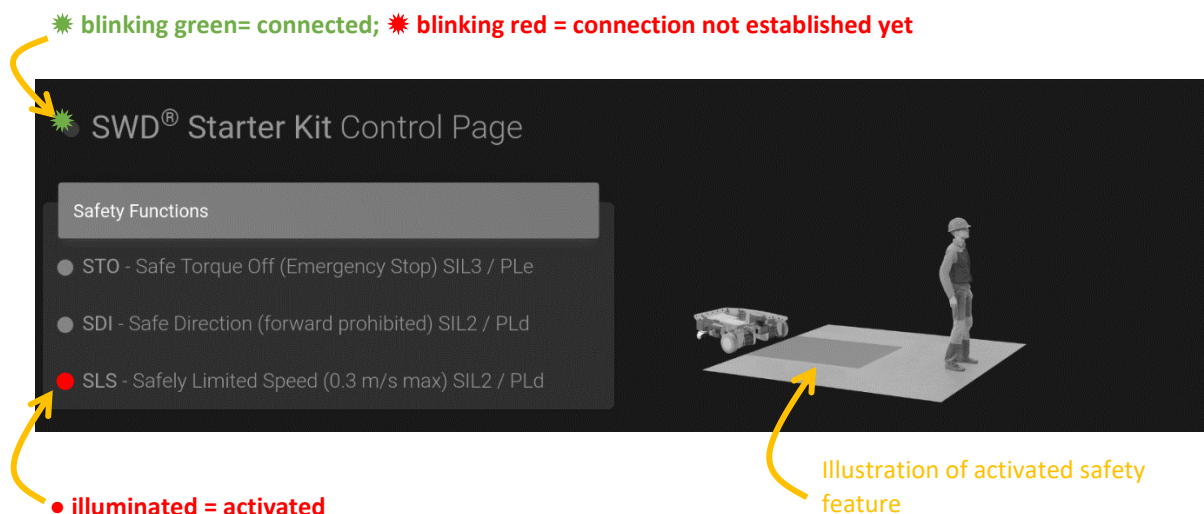 blinking green= connected; blinking red = connection not established yet
SWD® Starter Kit Control Page
Safety Functions
STO - Safe Torque Off (Emergency Stop) SIL3 / PLe
SDI - Safe Direction (forward prohibited) SIL2 / PLd
SLS - Safely Limited Speed (0.3 m/s max) SIL2 / PLd
Illustration of activated safety
feature
● illuminated = activated